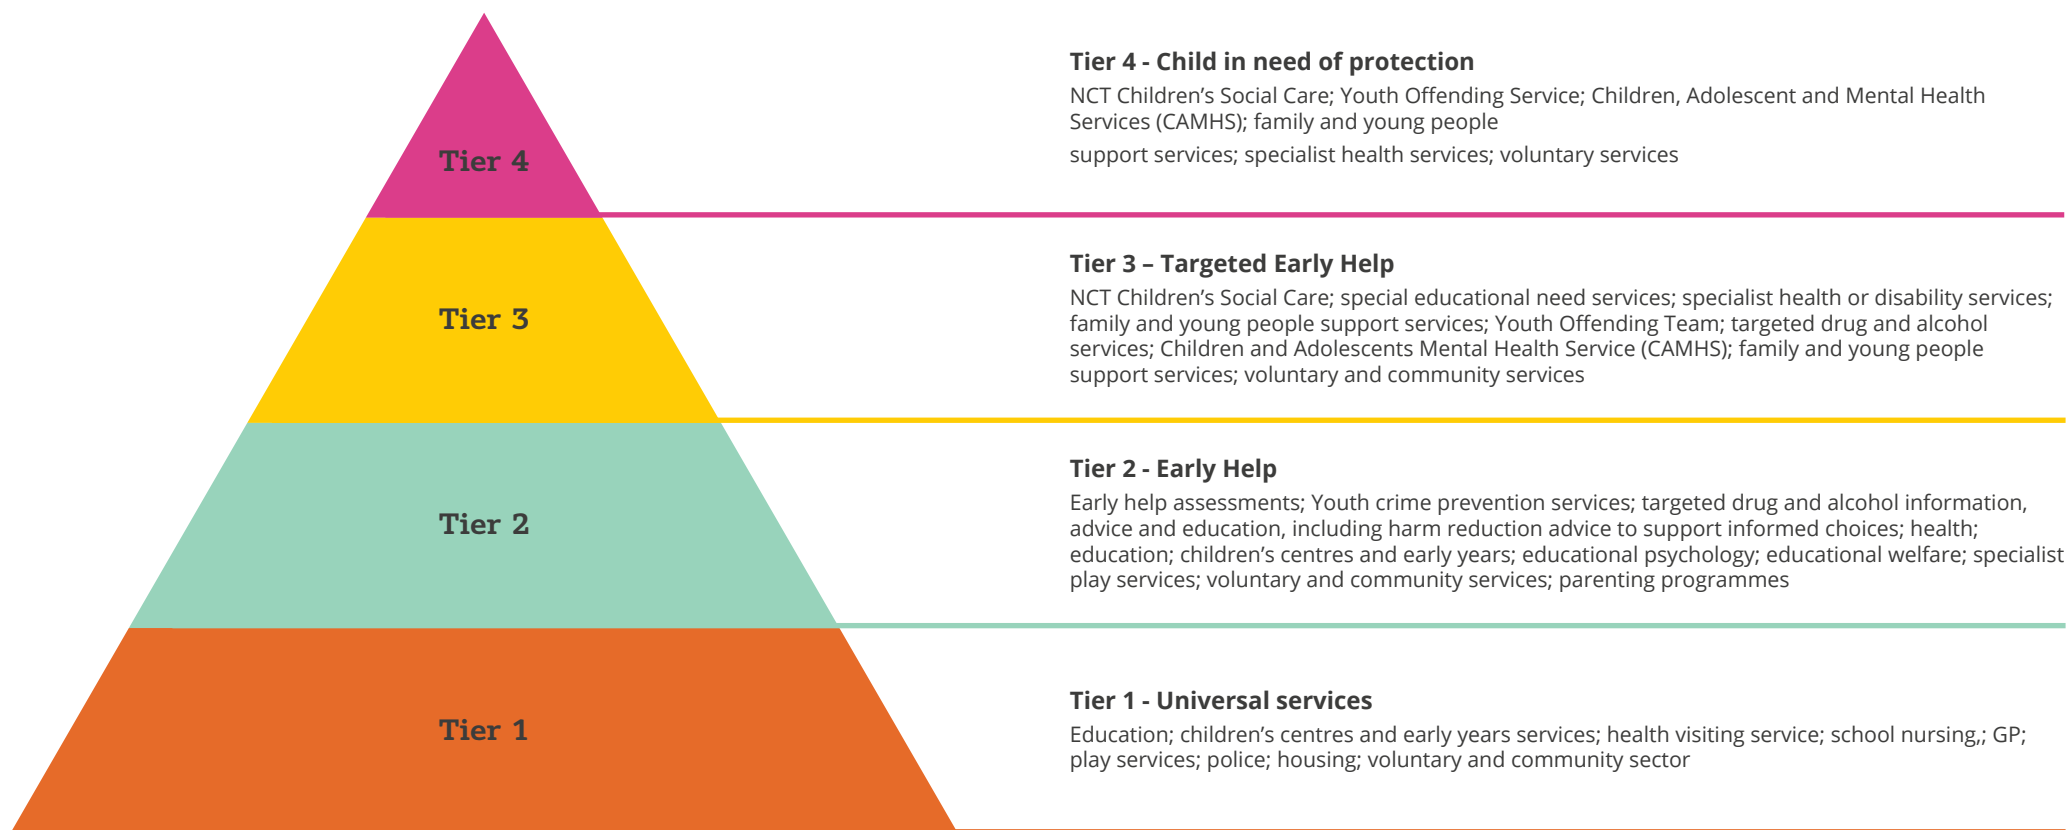 Tier 4
Tier 4 - Child in need of protection
NCT Children’s Social Care; Youth Offending Service; Children, Adolescent and Mental Health
Services (CAMHS); family and young people
support services; specialist health services; voluntary services
Tier 3
Tier 3 – Targeted Early Help
NCT Children’s Social Care; special educational need services; specialist health or disability services;
family and young people support services; Youth Offending Team; targeted drug and alcohol
services; Children and Adolescents Mental Health Service (CAMHS); family and young people
support services; voluntary and community services
Tier 2
Tier 2 - Early Help
Early help assessments; Youth crime prevention services; targeted drug and alcohol information,
advice and education, including harm reduction advice to support informed choices; health;
education; children’s centres and early years; educational psychology; educational welfare; specialist
play services; voluntary and community services; parenting programmes
Tier 1
Tier 1 - Universal services
Education; children’s centres and early years services; health visiting service; school nursing,; GP;
play services; police; housing; voluntary and community sector